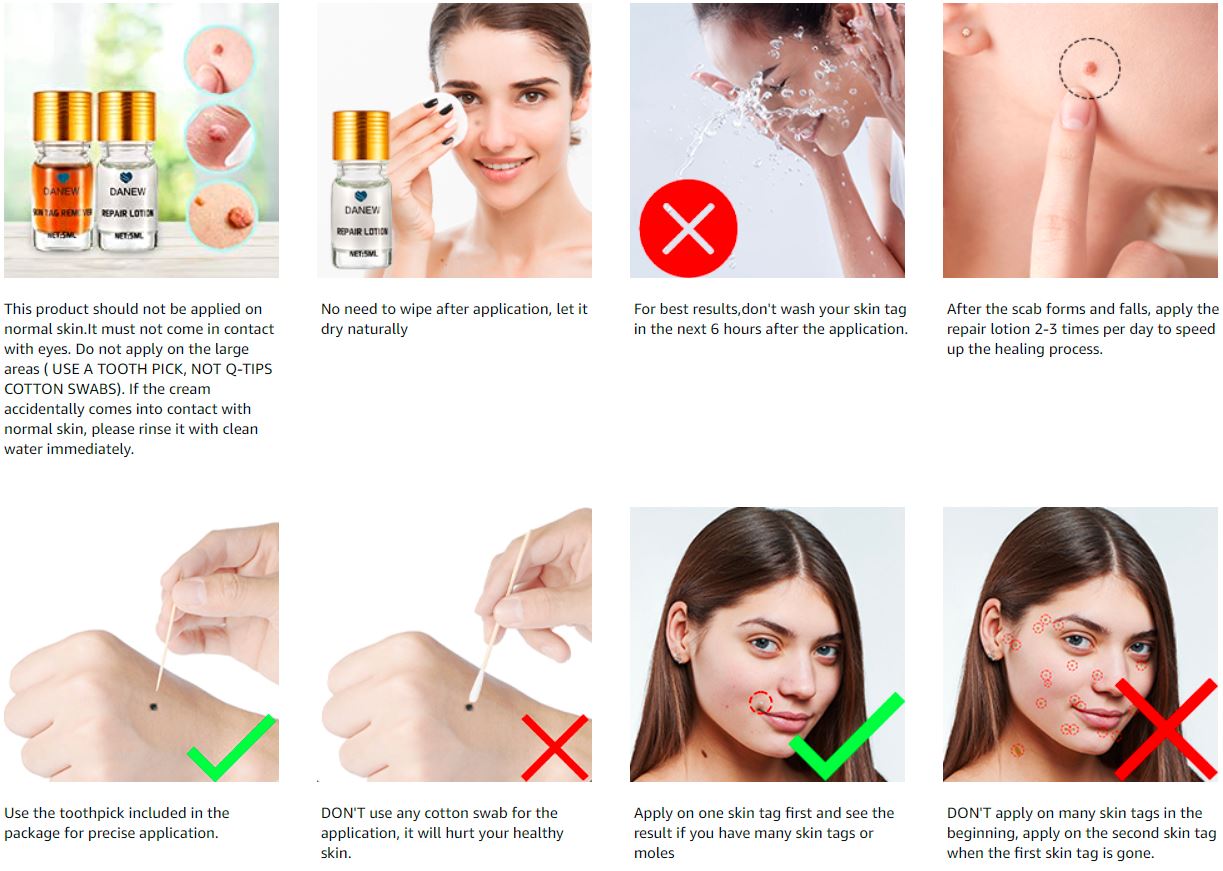 DANEW
SKIN TAG REMOVER
NET:5ML
DANEW
REPAIR LOTION
NET:5ML
DANEW
REPAIR LOTION
NET:5ML
This product should not be applied on
normal skin.It must not come in contact
with eyes. Do not apply on the large
areas ( USE A TOOTH PICK, NOT Q-TIPS
COTTON SWABS). If the cream
accidentally comes into contact with
normal skin, please rinse it with clean
water immediately.
No need to wipe after application, let it
dry naturally
For best results,don't wash your skin tag
in the next 6 hours after the application.
After the scab forms and falls, apply the
repair lotion 2-3 times per day to speed
up the healing process.
Use the toothpick included in the
package for precise application.
DON'T use any cotton swab for the
application, it will hurt your healthy
skin.
Apply on one skin tag first and see the
result if you have many skin tags or
moles
DON'T apply on many skin tags in the
beginning, apply on the second skin tag
when the first skin tag is gone.